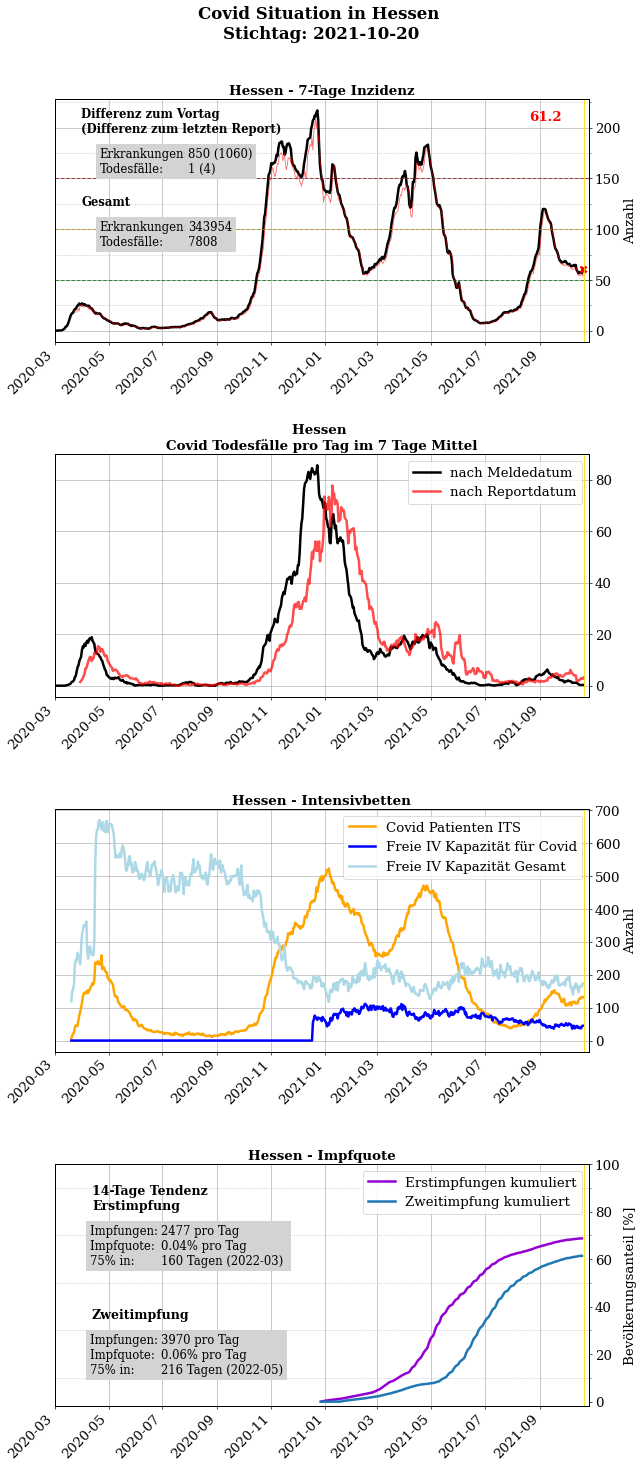 Covid Situation in Hessen
Stichtag: 2021-10-20
Hessen - 7-Tage Inzidenz
Differenz zum Vortag
(Differenz zum letzten Report)
Erkrankungen 850 (1060)
Todesfälle: 1 (4)
Gesamt
Erkrankungen 343954
Todesfälle: 7808
61.2
200
150
100
50
0
Anzahl
2020-03
2020-05
2020-07
2020-09
2020-11
2021-01
2021-03
2021-05
2021-07
2021-09
Hessen
Covid Todesfälle pro Tag im 7 Tage Mittel
nach Meldedatum
nach Reportdatum
80
60
40
20
0
2020-03
2020-05
2020-07
2020-09
2020-11
2021-01
2021-03
2021-05
2021-07
2021-09
Hessen - Intensivbetten
Covid Patienten ITS
Freie IV Kapazität für Covid
Freie IV Kapazität Gesamt
700
600
500
400
300
200
100
0
Anzahl
2020-03
2020-05
2020-07
2020-09
2020-11
2021-01
2021-03
2021-05
2021-07
2021-09
Hessen - Impfquote
14-Tage Tendenz
Erstimpfung
Impfungen: 2477 pro Tag
Impfquote: 0.04% pro Tag
75% in: 160 Tagen (2022-03)
Zweitimpfung
Impfungen: 3970 pro Tag
Impfquote: 0.06% pro Tag
75% in: 216 Tagen (2022-05)
Erstimpfungen kumuliert
Zweitimpfung kumuliert
100
80
60
40
20
0
Bevölkerungsanteil [%]
2020-03
2020-05
2020-07
2020-09
2020-11
2021-01
2021-03
2021-05
2021-07
2021-09